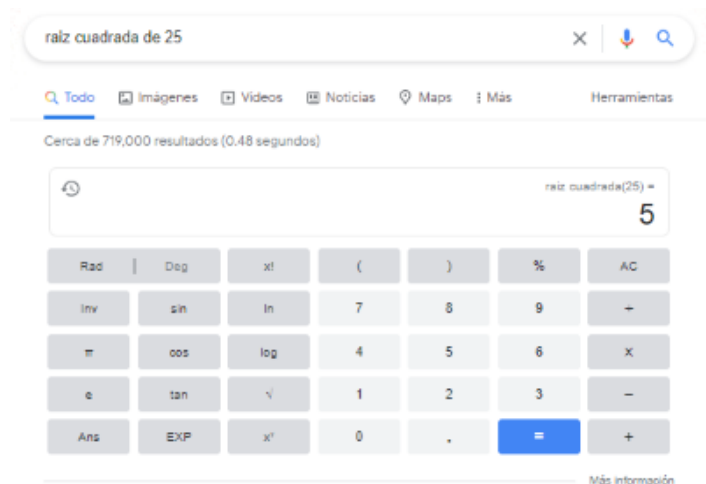 raiz cuadrada de 25
Todo Imágenes Videos Noticias Maps Más Herramientas
Cerca de 719,000 resultados (0.48 segundos)
raiz cuadrada(25) =
5
Rad | Deg x! ( ) % AC
Inv sin ln 7 8 9 ÷
π cos log 4 5 6 ×
e tan √ 1 2 3 −
Ans EXP xʸ 0 . = +
Más información